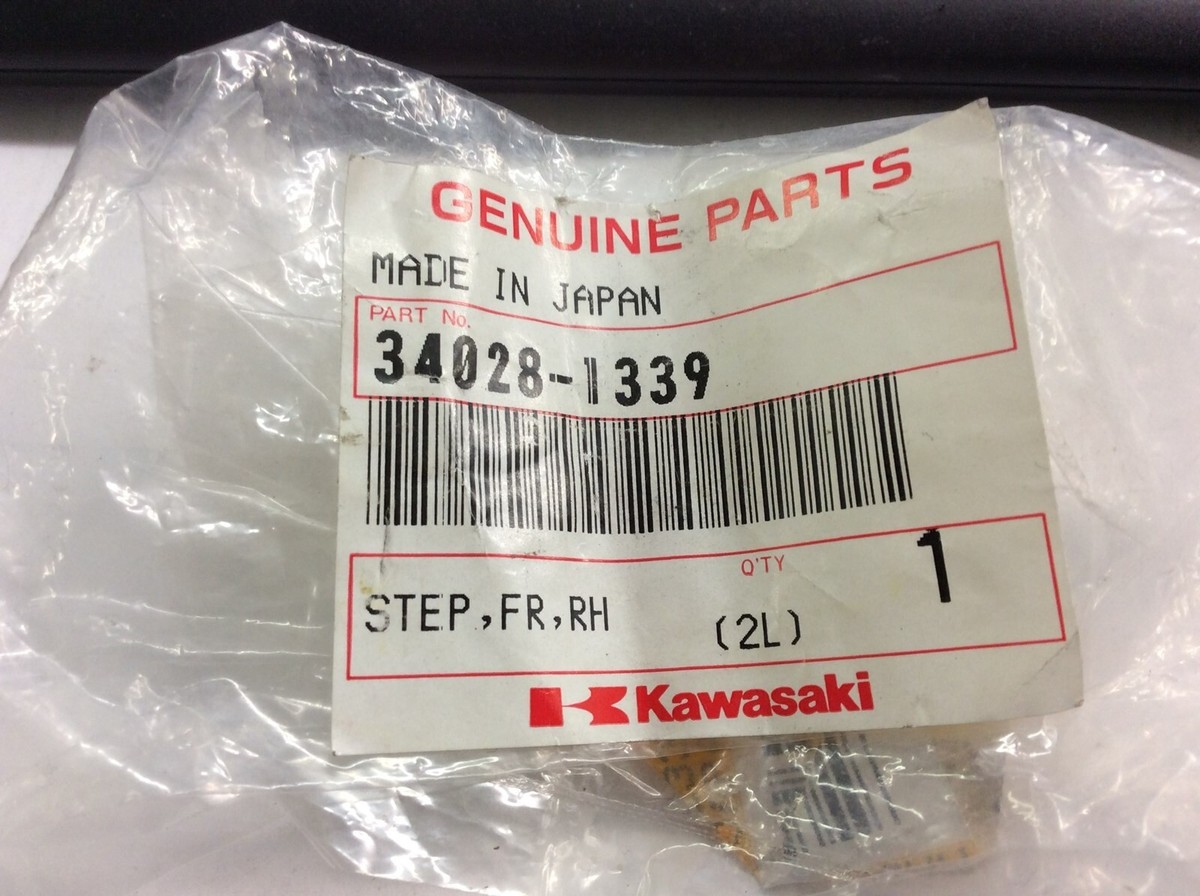 GENUINE PARTS
MADE IN JAPAN
PART No.
34028-1339
Q'TY
1
STEP,FR,RH (2L)
Kawasaki